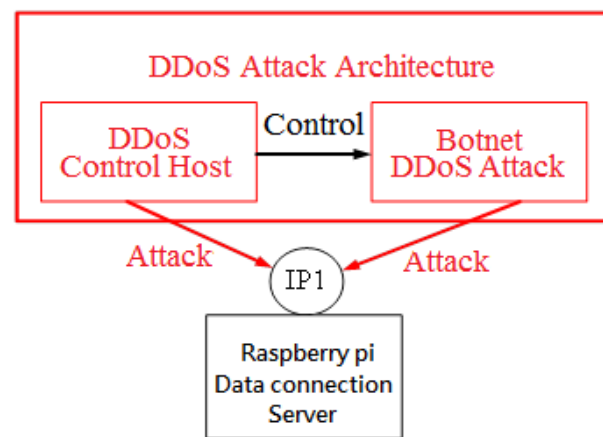 DDoS Attack Architecture
DDoS
Control Host
Control
Botnet
DDoS Attack
Attack
Attack
IP1
Raspberry pi
Data connection
Server